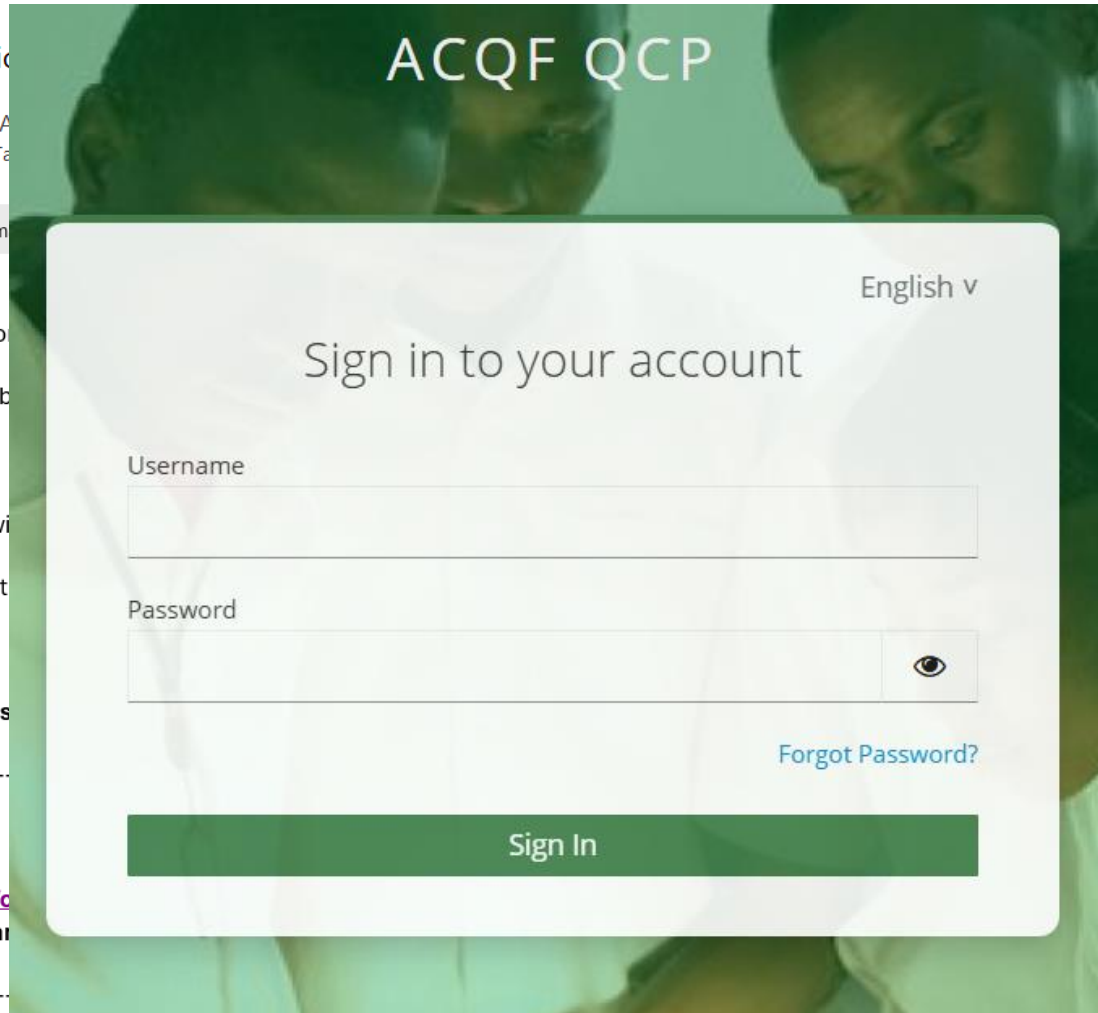 ACQF QCP
English v
Sign in to your account
Username
Password
Forgot Password?
Sign In